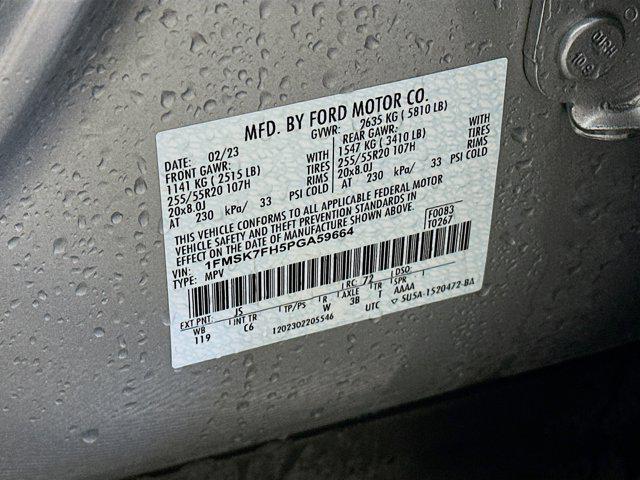 MFD. BY FORD MOTOR CO.
DATE: 02/23 GVWR: 2635 KG ( 5810 LB)
FRONT GAWR: REAR GAWR:
1141 KG ( 2515 LB) WITH 1547 KG ( 3410 LB) WITH
255/55R20 107H TIRES 255/55R20 107H TIRES
20x8.0J RIMS 20x8.0J RIMS
AT 230 kPa/ 33 PSI COLD AT 230 kPa/ 33 PSI COLD
THIS VEHICLE CONFORMS TO ALL APPLICABLE FEDERAL MOTOR
VEHICLE SAFETY AND THEFT PREVENTION STANDARDS IN
EFFECT ON THE DATE OF MANUFACTURE SHOWN ABOVE.
VIN: 1FMSK7FH5PGA59664 F0083
TYPE: MPV T0267
EXT PNT: JS RC: 72 DSO:
WB INT TR TP/PS R AXLE TR SPR
119 C6 W 3B T AAAA
1202302205546 UTC ▽ 5U5A-1520472-BA
01RH